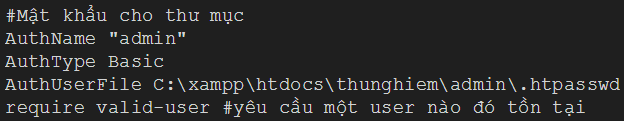 #Mật khẩu cho thư mục
AuthName "admin"
AuthType Basic
AuthUserFile C:\xampp\htdocs\thunghiem\admin\.htpasswd
require valid-user #yêu cầu một user nào đó tồn tại